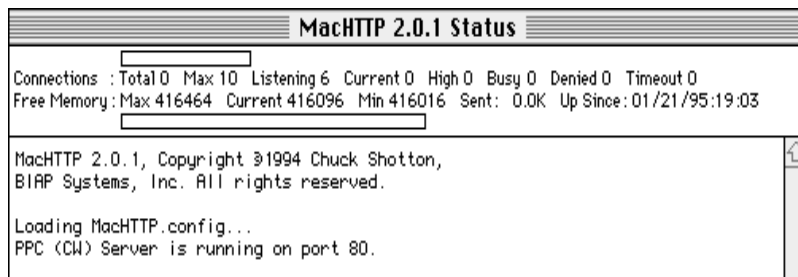 MacHTTP 2.0.1 Status
Connections : Total 0 Max 10 Listening 6 Current 0 High 0 Busy 0 Denied 0 Timeout 0
Free Memory : Max 416464 Current 416096 Min 416016 Sent: 0.0K Up Since : 01/21/95:19:03
MacHTTP 2.0.1, Copyright ©1994 Chuck Shotton,
BIAP Systems, Inc. All rights reserved.
Loading MacHTTP.config...
PPC (CW) Server is running on port 80.